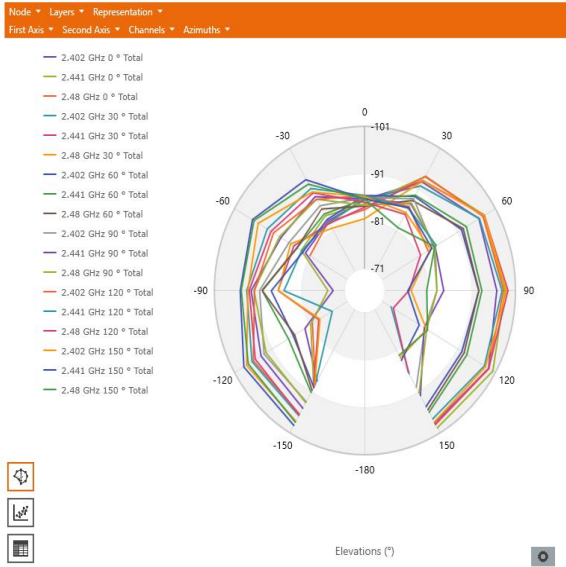 Node Layers Representation
First Axis Second Axis Channels Azimuths
2.402 GHz 0 ° Total
2.441 GHz 0 ° Total
2.48 GHz 0 ° Total
2.402 GHz 30 ° Total
2.441 GHz 30 ° Total
2.48 GHz 30 ° Total
2.402 GHz 60 ° Total
2.441 GHz 60 ° Total
2.48 GHz 60 ° Total
2.402 GHz 90 ° Total
2.441 GHz 90 ° Total
2.48 GHz 90 ° Total
2.402 GHz 120 ° Total
2.441 GHz 120 ° Total
2.48 GHz 120 ° Total
2.402 GHz 150 ° Total
2.441 GHz 150 ° Total
2.48 GHz 150 ° Total
0
-101
-30
30
-91
-60
60
-81
-71
-90
90
-120
120
-150
150
-180
Elevations (°)